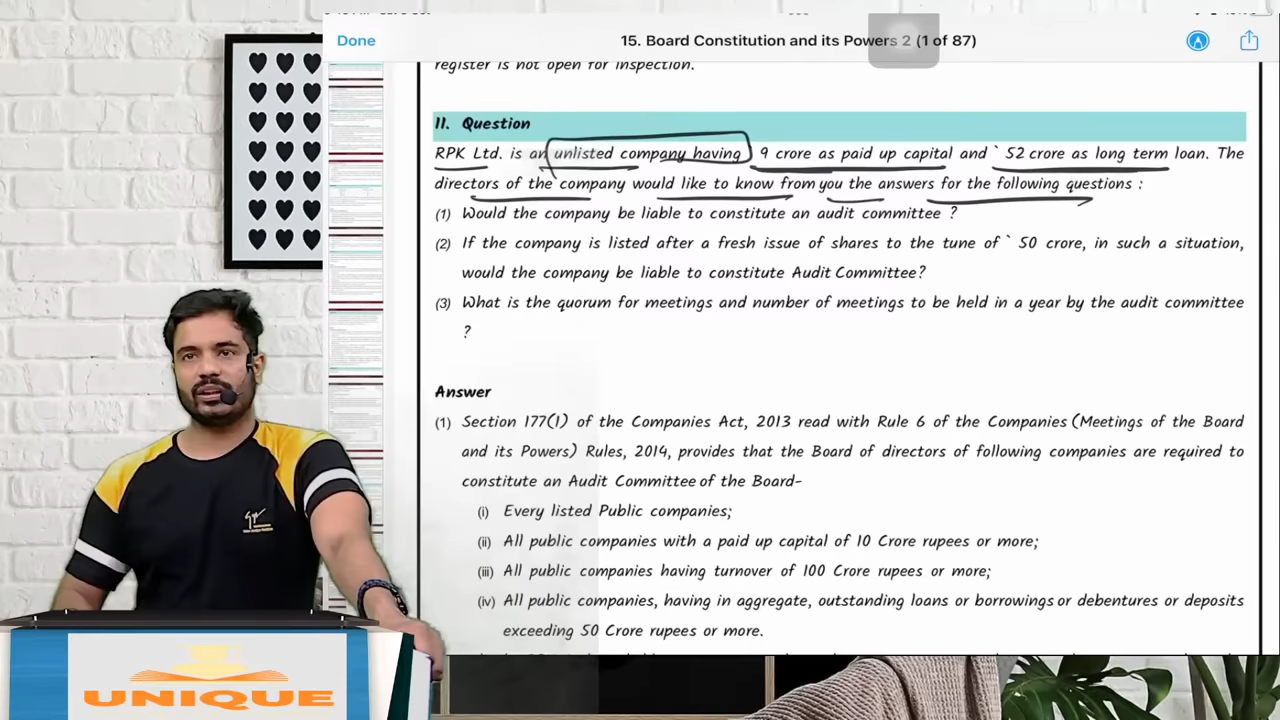 Done
15. Board Constitution and its Powers 2 (1 of 87)
register is not open for inspection.
II. Question
RPK Ltd. is an unlisted company having ` 9 crore as paid up capital and ` 52 crore as long term loan. The
directors of the company would like to know from you the answers for the following questions :
(1) Would the company be liable to constitute an audit committee ?
(2) If the company is listed after a fresh issue of shares to the tune of ` 50 crore, in such a situation,
would the company be liable to constitute Audit Committee?
(3) What is the quorum for meetings and number of meetings to be held in a year by the audit committee
?
Answer
(1) Section 177(1) of the Companies Act, 2013 read with Rule 6 of the Companies (Meetings of the Board
and its Powers) Rules, 2014, provides that the Board of directors of following companies are required to
constitute an Audit Committee of the Board-
(i) Every listed Public companies;
(ii) All public companies with a paid up capital of 10 Crore rupees or more;
(iii) All public companies having turnover of 100 Crore rupees or more;
(iv) All public companies, having in aggregate, outstanding loans or borrowings or debentures or deposits
exceeding 50 Crore rupees or more.
UNIQUE